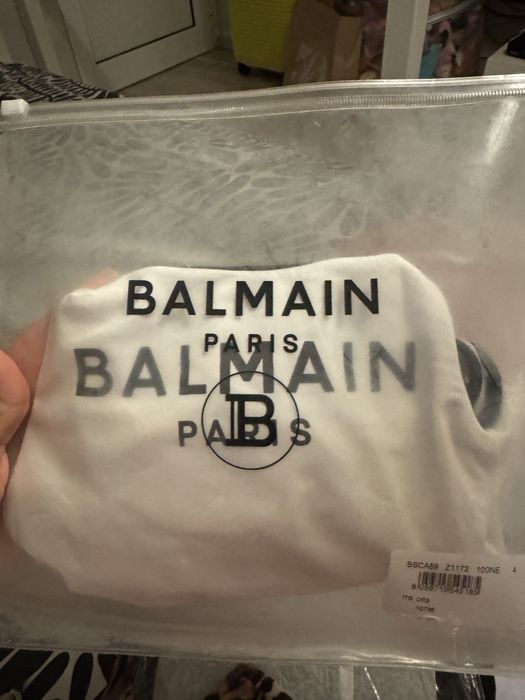 BALMAIN
PARIS
BALMAIN
B
PARIS
BSCA89 Z1172 100NE 4